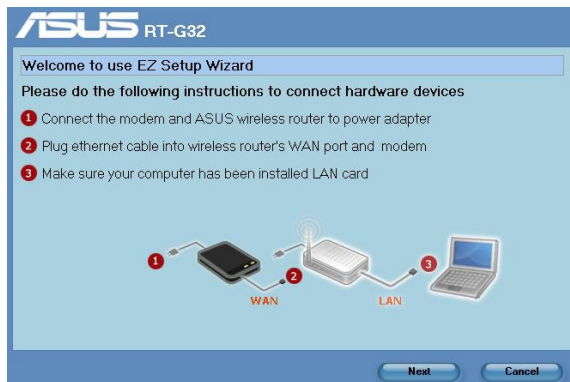 ASUS RT-G32
Welcome to use EZ Setup Wizard
Please do the following instructions to connect hardware devices
1 Connect the modem and ASUS wireless router to power adapter
2 Plug ethernet cable into wireless router's WAN port and modem
3 Make sure your computer has been installed LAN card
1
2
3
WAN
LAN
Next
Cancel